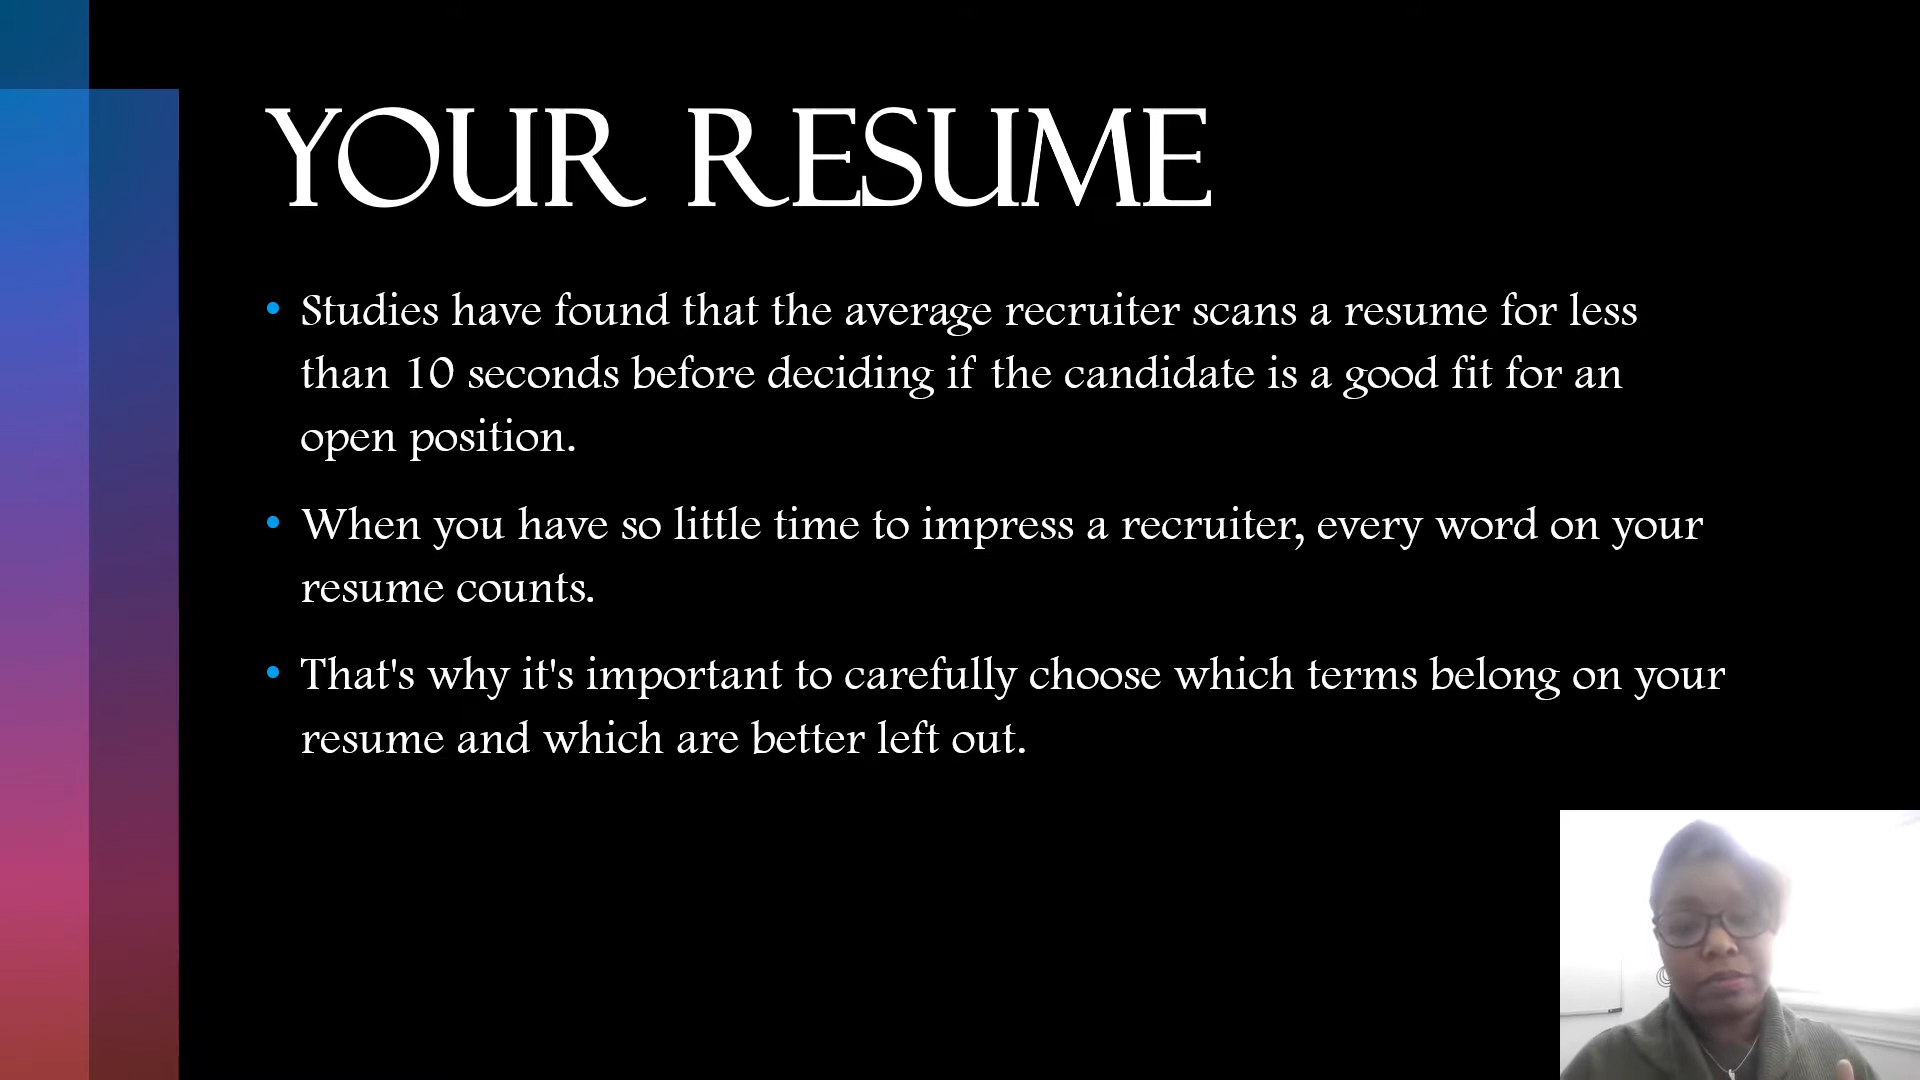 YOUR RESUME
• Studies have found that the average recruiter scans a resume for less
than 10 seconds before deciding if the candidate is a good fit for an
open position.
• When you have so little time to impress a recruiter, every word on your
resume counts.
• That's why it's important to carefully choose which terms belong on your
resume and which are better left out.